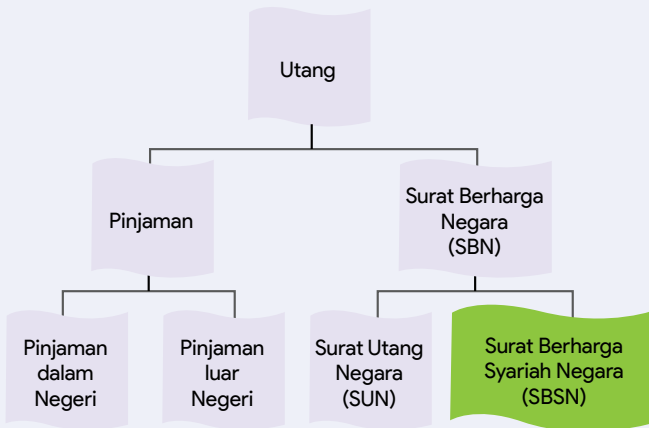 Utang
Pinjaman
Surat Berharga
Negara
(SBN)
Pinjaman
dalam
Negeri
Pinjaman
luar
Negeri
Surat Utang
Negara
(SUN)
Surat Berharga
Syariah Negara
(SBSN)